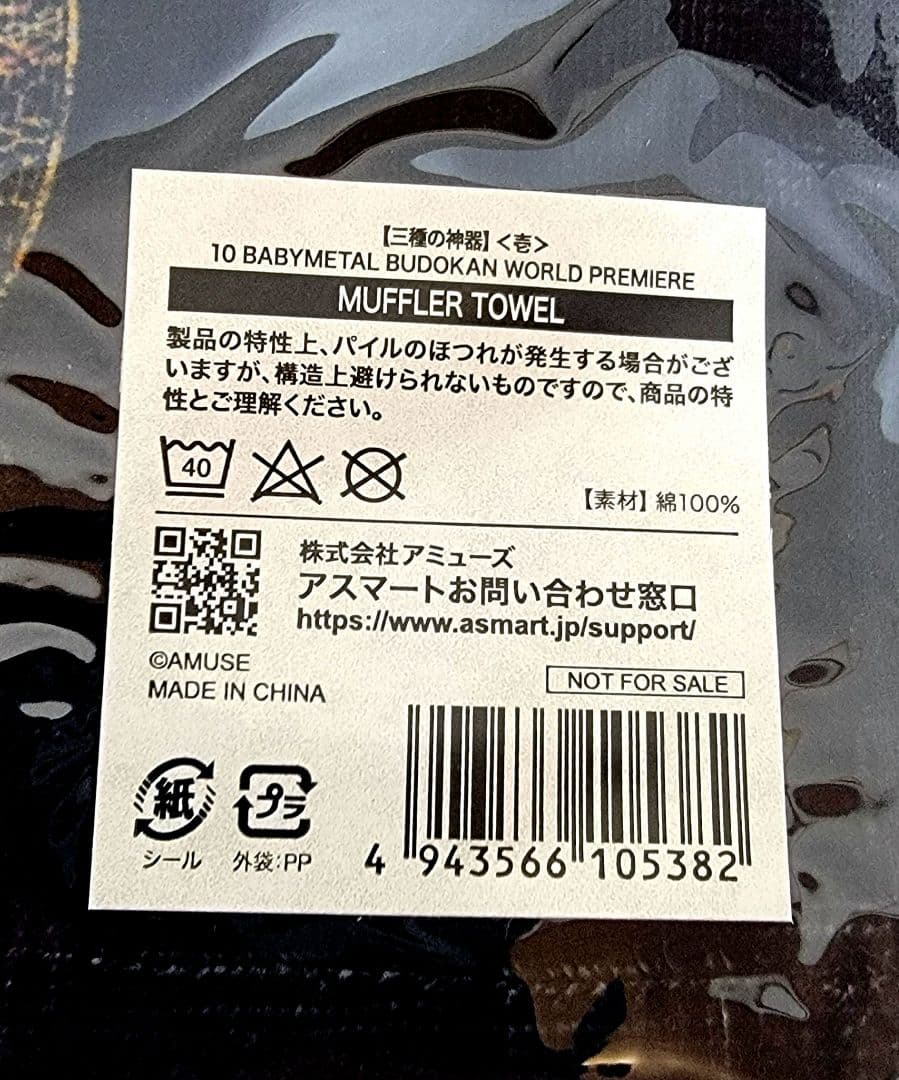 【三種の神器】<壱>
10 BABYMETAL BUDOKAN WORLD PREMIERE
MUFFLER TOWEL
製品の特性上、パイルのほつれが発生する場合がござ
いますが、構造上避けられないものですので、商品の特
性とご理解ください。
40
【素材】綿100%
株式会社アミューズ
アスマートお問い合わせ窓口
https://www.asmart.jp/support/
©AMUSE
MADE IN CHINA
NOT FOR SALE
紙
プラ
シール
外袋:PP
4 943566 105382